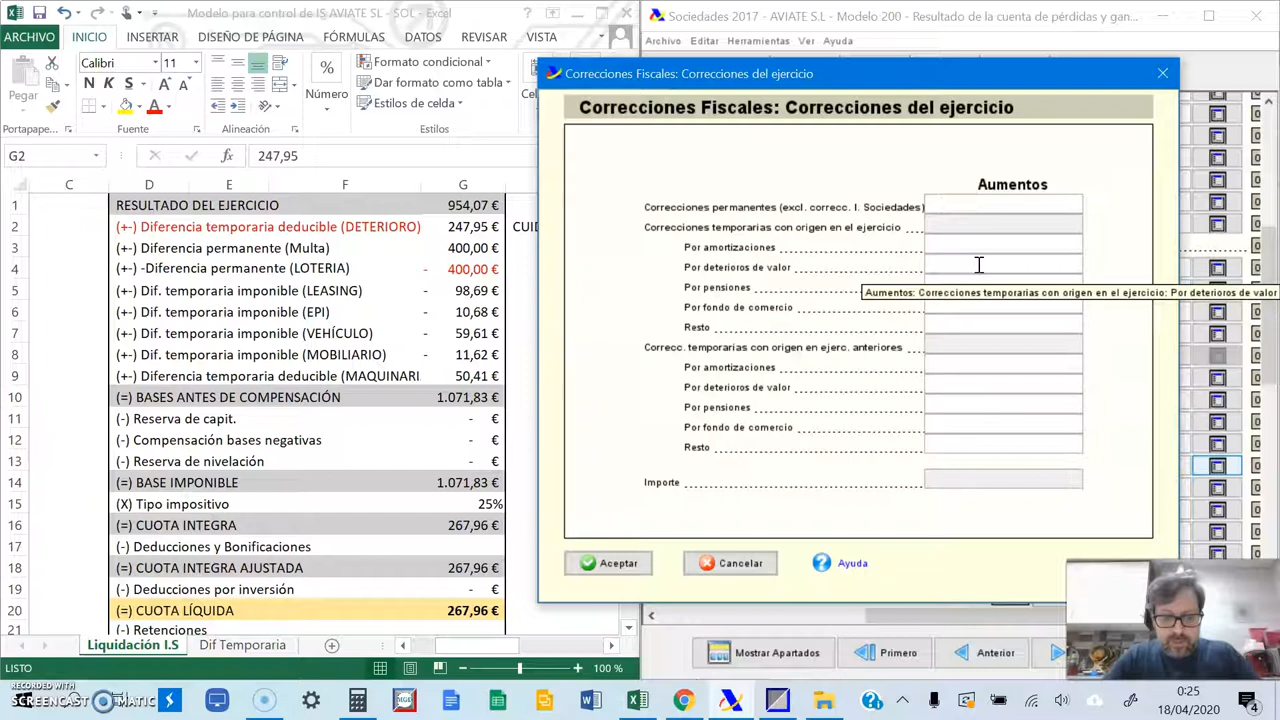 Modelo para control de IS AVIATE SL - SOL - Excel
ARCHIVO INICIO INSERTAR DISEÑO DE PÁGINA FÓRMULAS DATOS REVISAR VISTA
Calibri 11
Pegar
N K S
Número
Formato condicional
Dar formato como tabla
Estilos de celda
Portapape... Fuente Alineación Estilos
G2 247,95
C D E F G
1 RESULTADO DEL EJERCICIO 954,07 €
2 (+-) Diferencia temporaria deducible (DETERIORO) 247,95 € CUI
3 (+-) Diferencia permanente (Multa) 400,00 €
4 (+-) -Diferencia permanente (LOTERIA) - 400,00 €
5 (+-) Dif. temporaria imponible (LEASING) - 98,69 €
6 (+-) Dif. temporaria imponible (EPI) - 10,68 €
7 (+-) Dif. temporaria imponible (VEHÍCULO) - 59,61 €
8 (+-) Dif. temporaria imponible (MOBILIARIO) - 11,62 €
9 (+-) Diferencia temporaria deducible (MAQUINARI. 50,41 €
10 (=) BASES ANTES DE COMPENSACIÓN 1.071,83 €
11 (-) Reserva de capit. - €
12 (-) Compensación bases negativas - €
13 (-) Reserva de nivelación - €
14 (=) BASE IMPONIBLE 1.071,83 €
15 (X) Tipo impositivo 25%
16 (=) CUOTA INTEGRA 267,96 €
17 (-) Deducciones y Bonificaciones
18 (=) CUOTA INTEGRA AJUSTADA 267,96 €
19 (-) Deducciones por inversión - €
20 (=) CUOTA LÍQUIDA 267,96 €
21 (-) Retenciones
Liquidación I.S Dif Temporaria
LISTO 100 %
Sociedades 2017 - AVIATE S.L - Modelo 200 - Resultado de la cuenta de pérdidas y gan...
Archivo Editar Herramientas Ver Ayuda
Correcciones Fiscales: Correcciones del ejercicio
Correcciones Fiscales: Correcciones del ejercicio
Aumentos
Correcciones permanentes (excl. correcc. I. Sociedades)
Correcciones temporarias con origen en el ejercicio
Por amortizaciones
Por deterioros de valor
Por pensiones
Aumentos: Correcciones temporarias con origen en el ejercicio: Por deterioros de valor
Por fondo de comercio
Resto
Correcc. temporarias con origen en ejerc. anteriores
Por amortizaciones
Por deterioros de valor
Por pensiones
Por fondo de comercio
Resto
Importe
Aceptar Cancelar Ayuda
Mostrar Apartados Primero Anterior
RECORDED WITH
SCREENCAST MATIC
0:25
18/04/2020
4